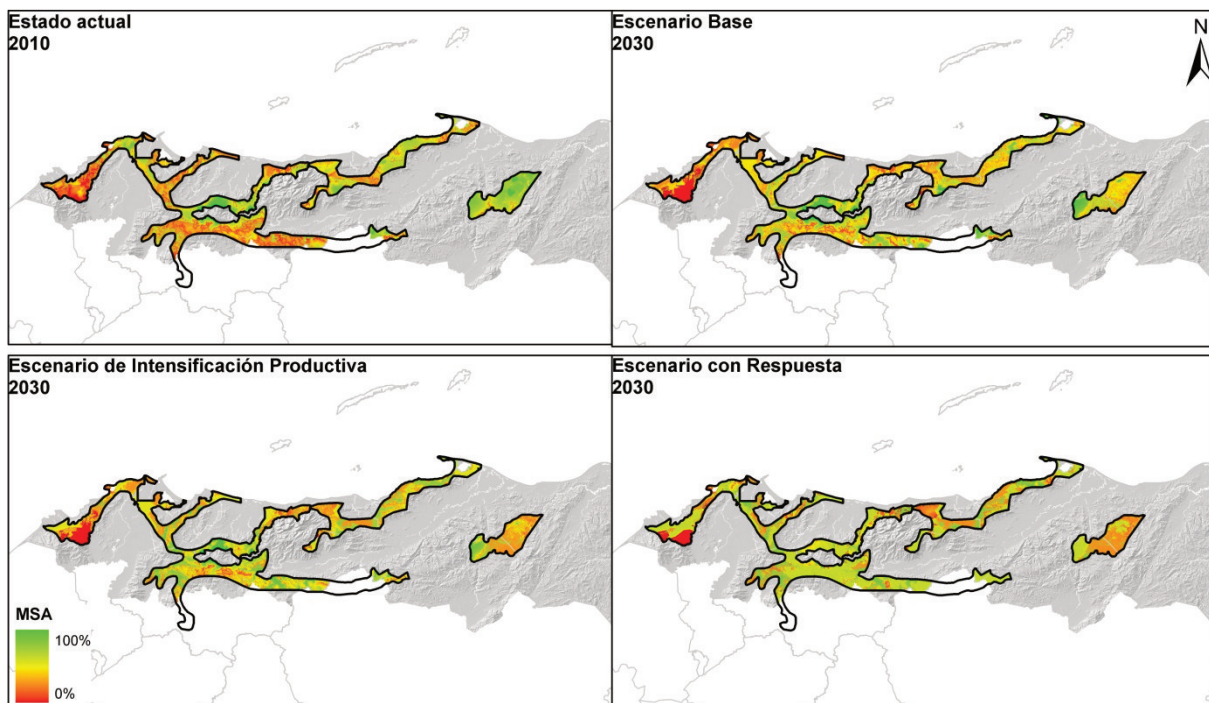 Estado actual
2010
Escenario Base
2030
N
Escenario de Intensificación Productiva
2030
Escenario con Respuesta
2030
MSA
100%
0%